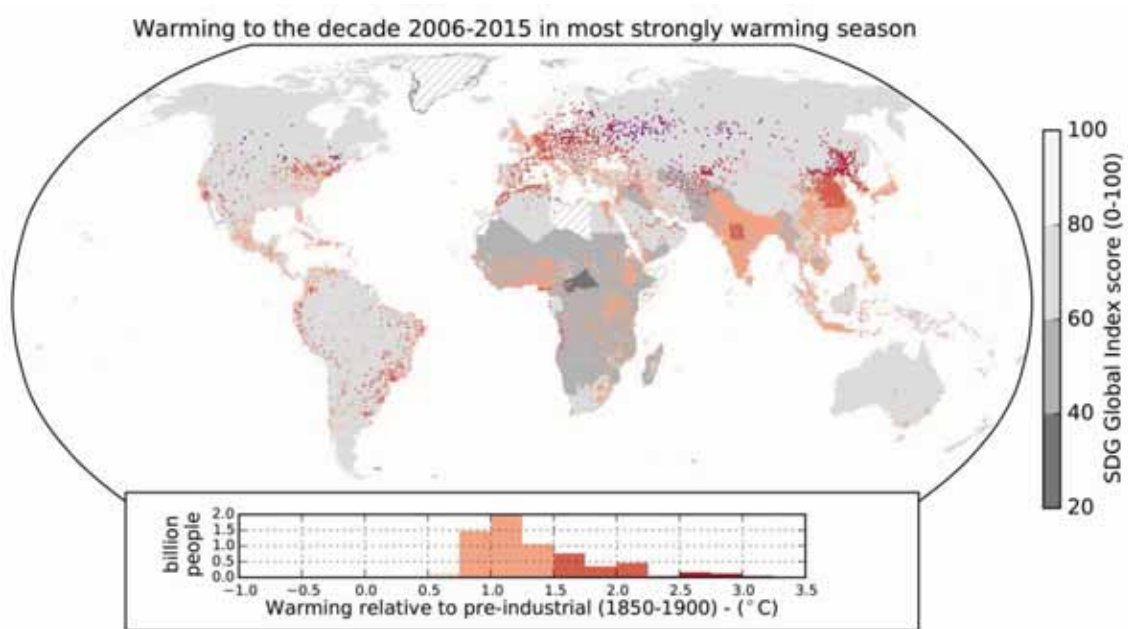 Warming to the decade 2006-2015 in most strongly warming season
100
80
60
40
20
SDG Global Index score (0-100)
billion
people
2.0
1.5
1.0
0.5
0.0
−1.0 −0.5 0.0 0.5 1.0 1.5 2.0 2.5 3.0 3.5
Warming relative to pre-industrial (1850-1900) - (°C)